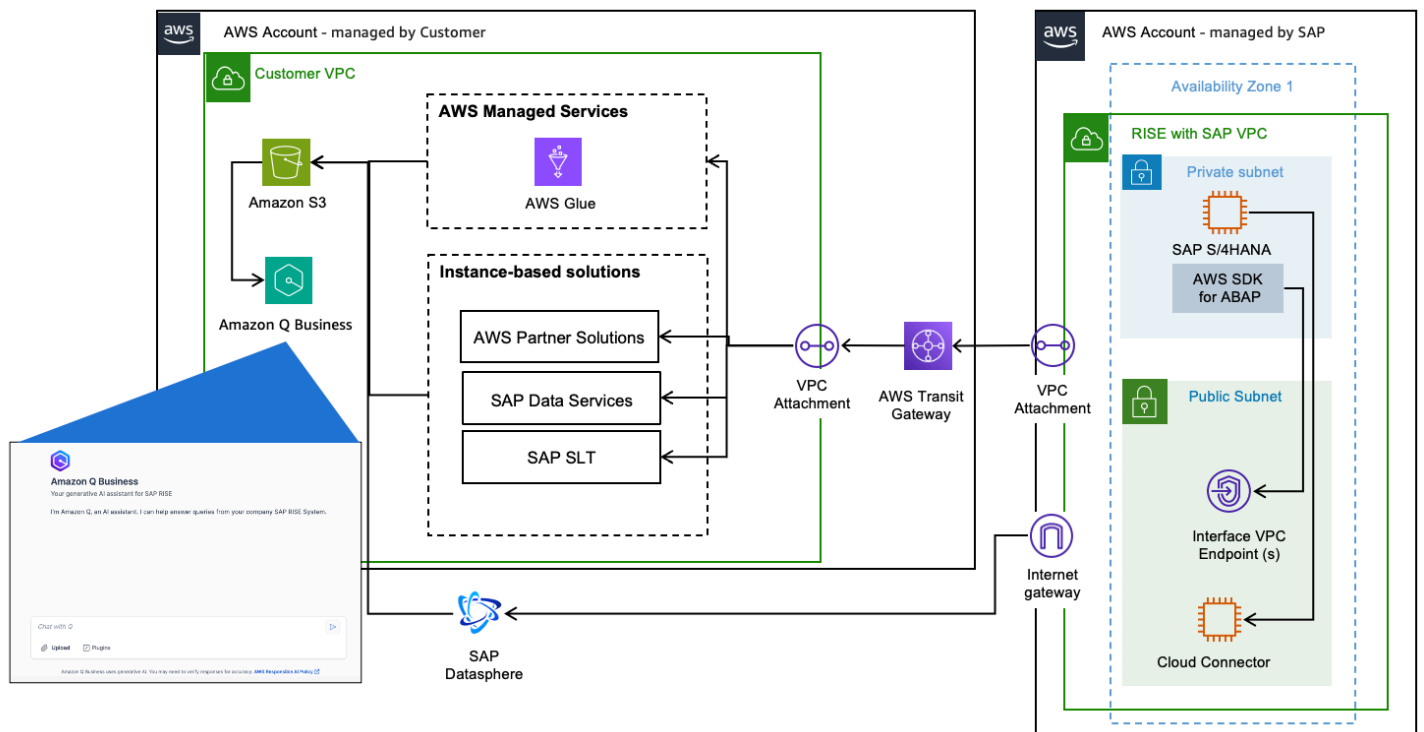 aws
AWS Account - managed by Customer
Customer VPC
AWS Managed Services
AWS Glue
Amazon S3
Amazon Q Business
Instance-based solutions
AWS Partner Solutions
SAP Data Services
SAP SLT
VPC
Attachment
AWS Transit
Gateway
aws
AWS Account - managed by SAP
Availability Zone 1
RISE with SAP VPC
Private subnet
SAP S/4HANA
AWS SDK
for ABAP
VPC
Attachment
Public Subnet
Interface VPC
Endpoint (s)
Internet
gateway
Cloud Connector
SAP
Datasphere
Amazon Q Business
Your generative AI assistant for SAP RISE
I'm Amazon Q, an AI assistant. I can help answer queries from your company SAP RISE System.
Chat with Q
Upload
Plugins
Amazon Q Business uses generative AI. You may need to verify responses for accuracy. AWS Responsible AI Policy